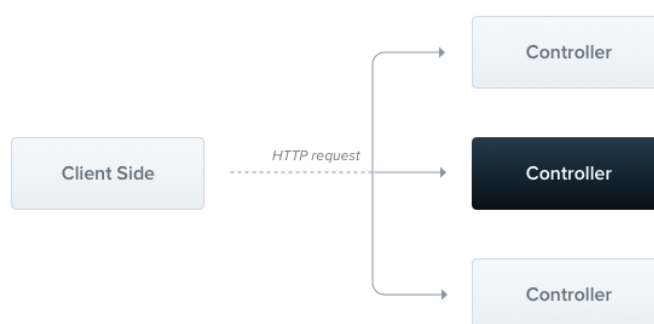 Controller
HTTP request
Client Side
Controller
Controller